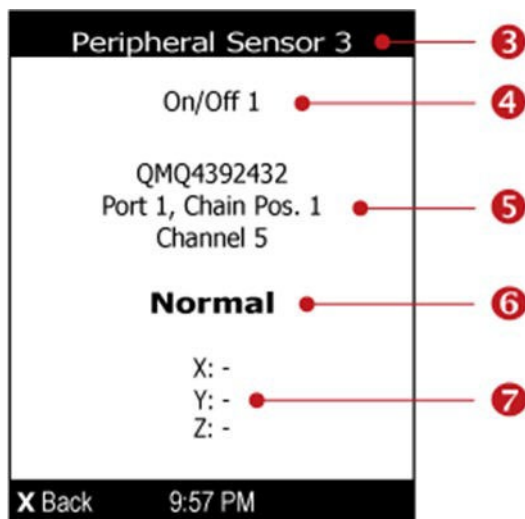 Peripheral Sensor 3
3
On/Off 1
4
QMQ4392432
Port 1, Chain Pos. 1
5
Channel 5
Normal
6
X: -
Y: -
7
Z: -
X Back 9:57 PM